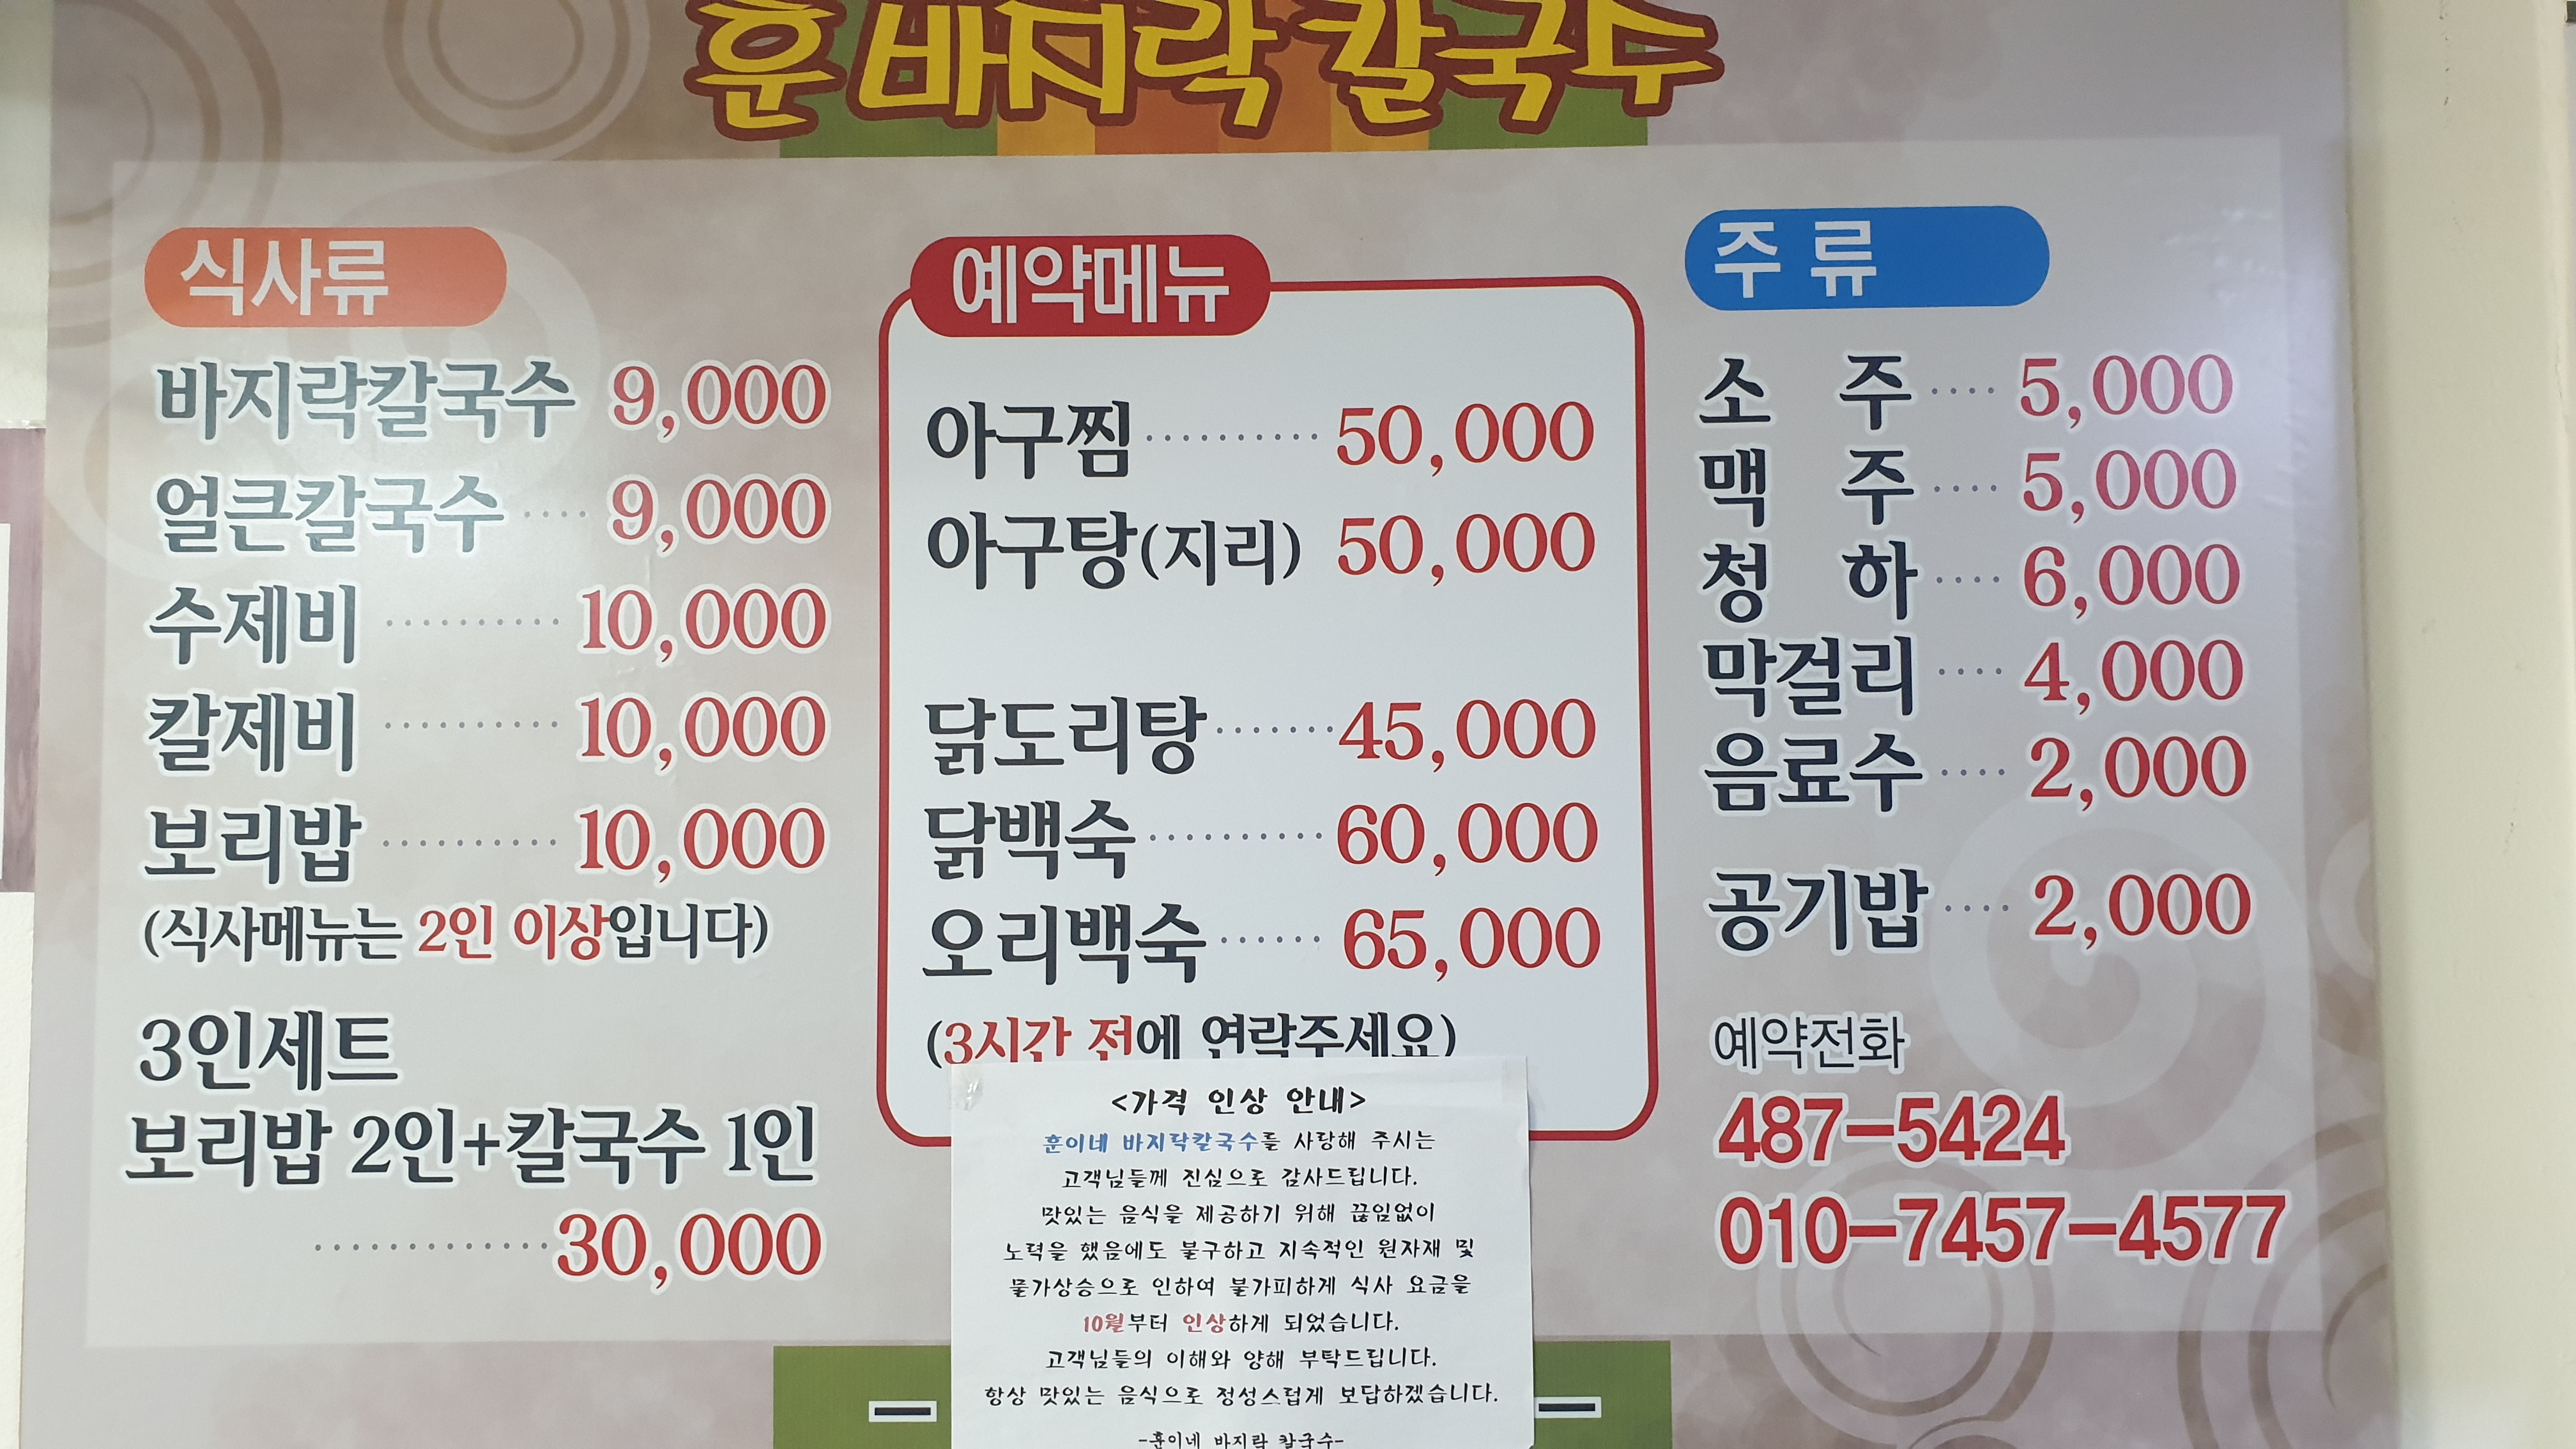 훈 바지락 칼국수
식사류
바지락칼국수 9,000
얼큰칼국수 ···· 9,000
수제비 ·········· 10,000
칼제비 ·········· 10,000
보리밥 ·········· 10,000
(식사메뉴는 2인 이상입니다)
3인세트
보리밥 2인+칼국수 1인
·············30,000
예약메뉴
아구찜 ··········· 50,000
아구탕(지리) 50,000
닭도리탕 ······· 45,000
닭백숙 ··········· 60,000
오리백숙 ······ 65,000
(3시간 전에 연락주세요)
주 류
소 주 ···· 5,000
맥 주 ···· 5,000
청 하 ···· 6,000
막걸리 ···· 4,000
음료수 ···· 2,000
공기밥 ···· 2,000
예약전화
487-5424
010-7457-4577
<가격 인상 안내>
훈이네 바지락칼국수를 사랑해 주시는
고객님들께 진심으로 감사드립니다.
맛있는 음식을 제공하기 위해 끊임없이
노력을 했음에도 불구하고 지속적인 원자재 및
물가상승으로 인하여 불가피하게 식사 요금을
10월부터 인상하게 되었습니다.
고객님들의 이해와 양해 부탁드립니다.
항상 맛있는 음식으로 정성스럽게 보답하겠습니다.
-훈이네 바지락 칼국수-